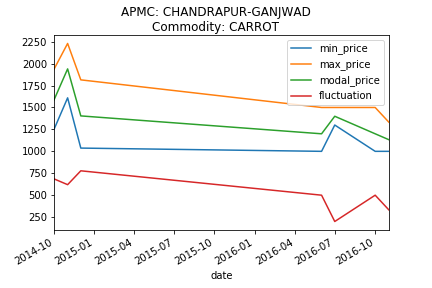 APMC: CHANDRAPUR-GANJWAD
Commodity: CARROT
2250
2000
1750
1500
1250
1000
750
500
250
min_price
max_price
modal_price
fluctuation
2014-10
2015-01
2015-04
2015-07
2015-10
2016-01
2016-04
2016-07
2016-10
date